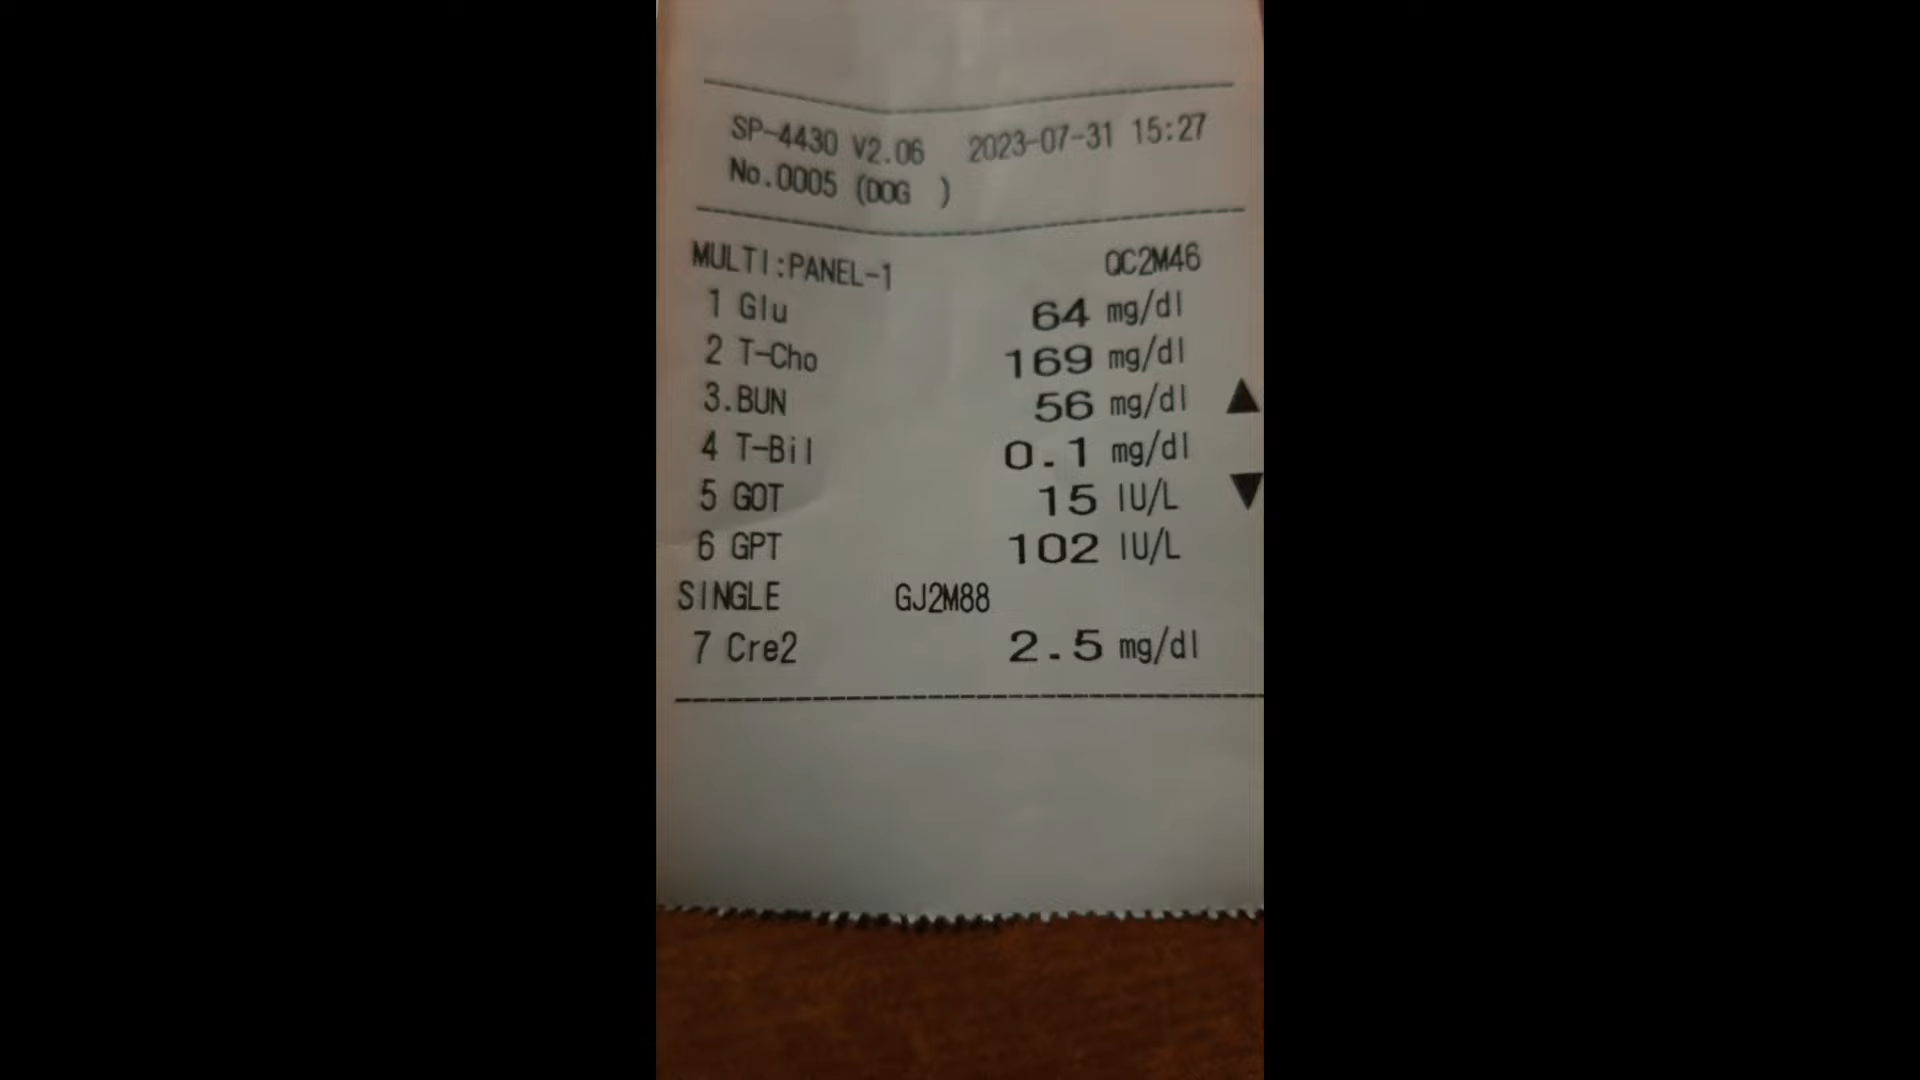 SP-4430 V2.06 2023-07-31 15:27
No.0005 (DOG )
MULTI:PANEL-1 QC2M46
1 Glu 64 mg/dl
2 T-Cho 169 mg/dl
3.BUN 56 mg/dl ▲
4 T-Bil 0.1 mg/dl
5 GOT 15 IU/L ▼
6 GPT 102 IU/L
SINGLE GJ2M88
7 Cre2 2.5 mg/dl